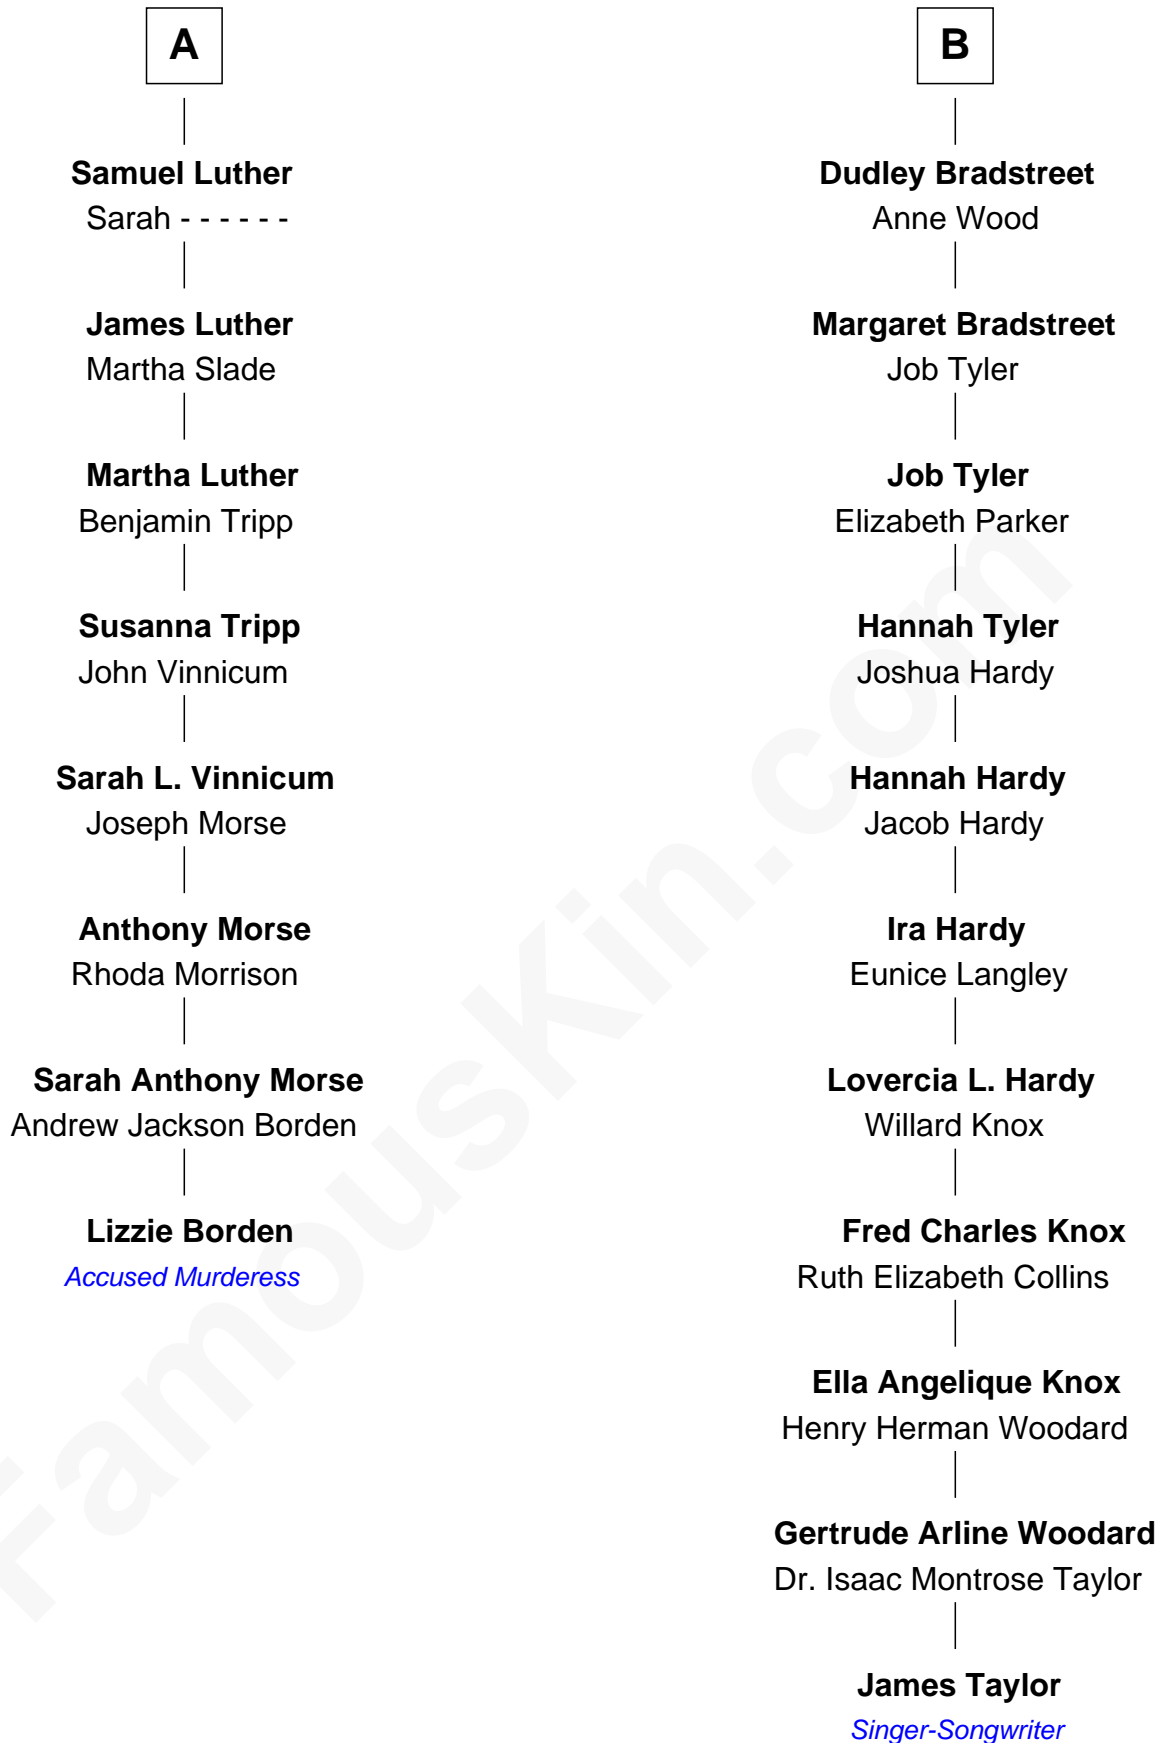 A
Samuel Luther
Sarah - - - - - -
James Luther
Martha Slade
Martha Luther
Benjamin Tripp
Susanna Tripp
John Vinnicum
Sarah L. Vinnicum
Joseph Morse
Anthony Morse
Rhoda Morrison
Sarah Anthony Morse
Andrew Jackson Borden
Lizzie Borden
Accused Murderess
B
Dudley Bradstreet
Anne Wood
Margaret Bradstreet
Job Tyler
Job Tyler
Elizabeth Parker
Hannah Tyler
Joshua Hardy
Hannah Hardy
Jacob Hardy
Ira Hardy
Eunice Langley
Lovercia L. Hardy
Willard Knox
Fred Charles Knox
Ruth Elizabeth Collins
Ella Angelique Knox
Henry Herman Woodard
Gertrude Arline Woodard
Dr. Isaac Montrose Taylor
James Taylor
Singer-Songwriter
FamousKin.com